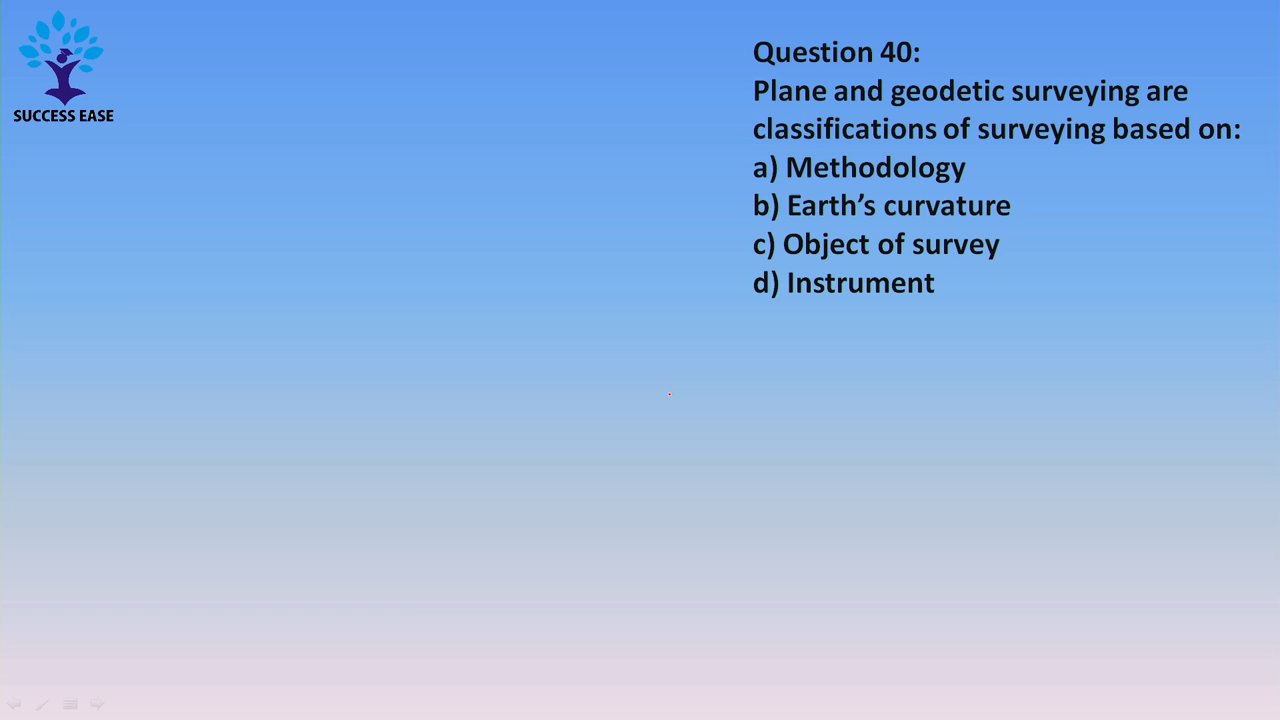 SUCCESS EASE
Question 40:
Plane and geodetic surveying are
classifications of surveying based on:
a) Methodology
b) Earth’s curvature
c) Object of survey
d) Instrument